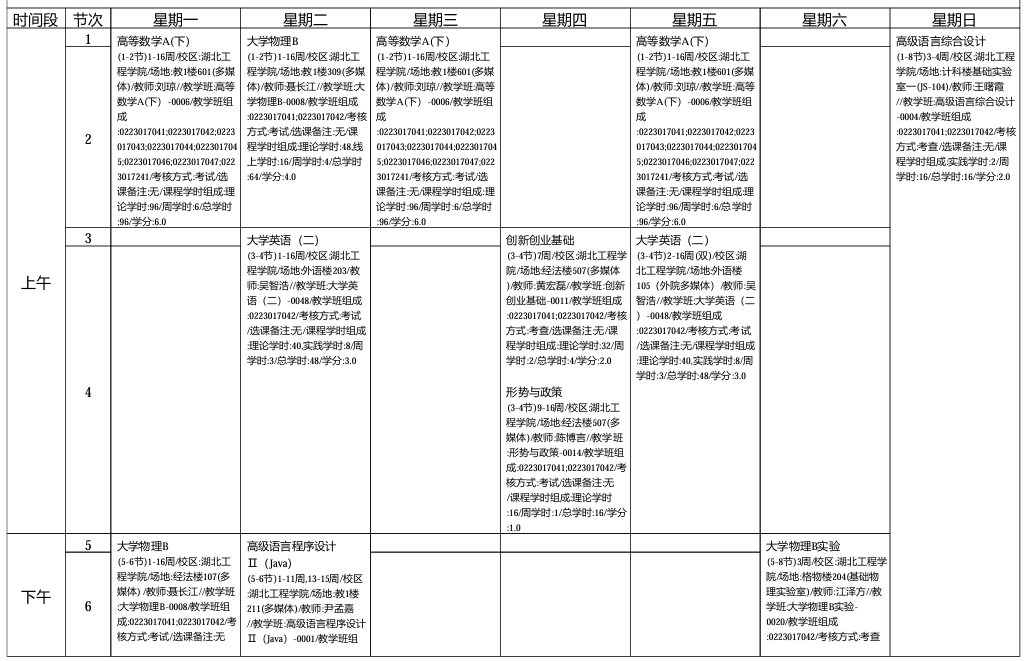 时间段 节次 星期一 星期二 星期三 星期四 星期五 星期六 星期日
上午
1
2
高等数学A(下)
(1-2节)1-16周/校区:湖北工
程学院/场地:教1楼601(多媒
体)/教师:刘琼//教学班:高等
数学A(下）-0006/教学班组
成
:0223017041;0223017042;0223
017043;0223017044;022301704
5;0223017046;0223017047;022
3017241/考核方式:考试/选
课备注:无/课程学时组成:理
论学时:96/周学时:6/总学时
:96/学分:6.0
大学物理B
(1-2节)1-16周/校区:湖北工
程学院/场地:教1楼309(多媒
体)/教师:聂长江//教学班:大
学物理B-0008/教学班组成
:0223017041;0223017042/考核
方式:考试/选课备注:无/课
程学时组成:理论学时:48,线
上学时:16/周学时:4/总学时
:64/学分:4.0
高等数学A(下)
(1-2节)1-16周/校区:湖北工
程学院/场地:教1楼601(多媒
体)/教师:刘琼//教学班:高等
数学A(下）-0006/教学班组
成
:0223017041;0223017042;0223
017043;0223017044;022301704
5;0223017046;0223017047;022
3017241/考核方式:考试/选
课备注:无/课程学时组成:理
论学时:96/周学时:6/总学时
:96/学分:6.0
高等数学A(下)
(1-2节)1-16周/校区:湖北工
程学院/场地:教1楼601(多媒
体)/教师:刘琼//教学班:高等
数学A(下）-0006/教学班组
成
:0223017041;0223017042;0223
017043;0223017044;022301704
5;0223017046;0223017047;022
3017241/考核方式:考试/选
课备注:无/课程学时组成:理
论学时:96/周学时:6/总学时
:96/学分:6.0
高级语言综合设计
(1-8节)3-4周/校区:湖北工
程学院/场地:计科楼基础实验
室一(JS-104)/教师:王曙霞
//教学班:高级语言综合设计
-0004/教学班组成
:0223017041;0223017042/考核
方式:考查/选课备注:无/课
程学时组成:实践学时:2/周
学时:16/总学时:16/学分:2.0
3
4
大学英语（二）
(3-4节)1-16周/校区:湖北工
程学院/场地:外语楼203/教
师:吴智浩//教学班:大学英
语（二）-0048/教学班组成
:0223017042/考核方式:考试
/选课备注:无/课程学时组成
:理论学时:40,实践学时:8/周
学时:3/总学时:48/学分:3.0
创新创业基础
(3-4节)7周/校区:湖北工程学
院/场地:经法楼507(多媒体
)/教师:黄宏磊//教学班:创新
创业基础-0011/教学班组成
:0223017041;0223017042/考核
方式:考查/选课备注:无/课
程学时组成:理论学时:32/周
学时:2/总学时:4/学分:2.0
形势与政策
(3-4节)9-16周/校区:湖北工
程学院/场地:经法楼507(多
媒体)/教师:陈博言//教学班
:形势与政策-0014/教学班组
成:0223017041;0223017042/考
核方式:考试/选课备注:无
/课程学时组成:理论学时
:16/周学时:1/总学时:16/学分
:1.0
大学英语（二）
(3-4节)2-16周(双)/校区:湖
北工程学院/场地:外语楼
105（外院多媒体）/教师:吴
智浩//教学班:大学英语（二
）-0048/教学班组成
:0223017042/考核方式:考试
/选课备注:无/课程学时组成
:理论学时:40,实践学时:8/周
学时:3/总学时:48/学分:3.0
下午
5
6
大学物理B
(5-6节)1-16周/校区:湖北工
程学院/场地:经法楼107(多
媒体)/教师:聂长江//教学班
:大学物理B-0008/教学班组
成:0223017041;0223017042/考
核方式:考试/选课备注:无
高级语言程序设计
Ⅱ（Java）
(5-6节)1-11周,13-15周/校区
:湖北工程学院/场地:教1楼
211(多媒体)/教师:尹孟嘉
//教学班:高级语言程序设计
Ⅱ（Java）-0001/教学班组
大学物理B实验
(5-8节)3周/校区:湖北工程学
院/场地:格物楼204(基础物
理实验室)/教师:江泽方//教
学班:大学物理B实验-
0020/教学班组成
:0223017042/考核方式:考查